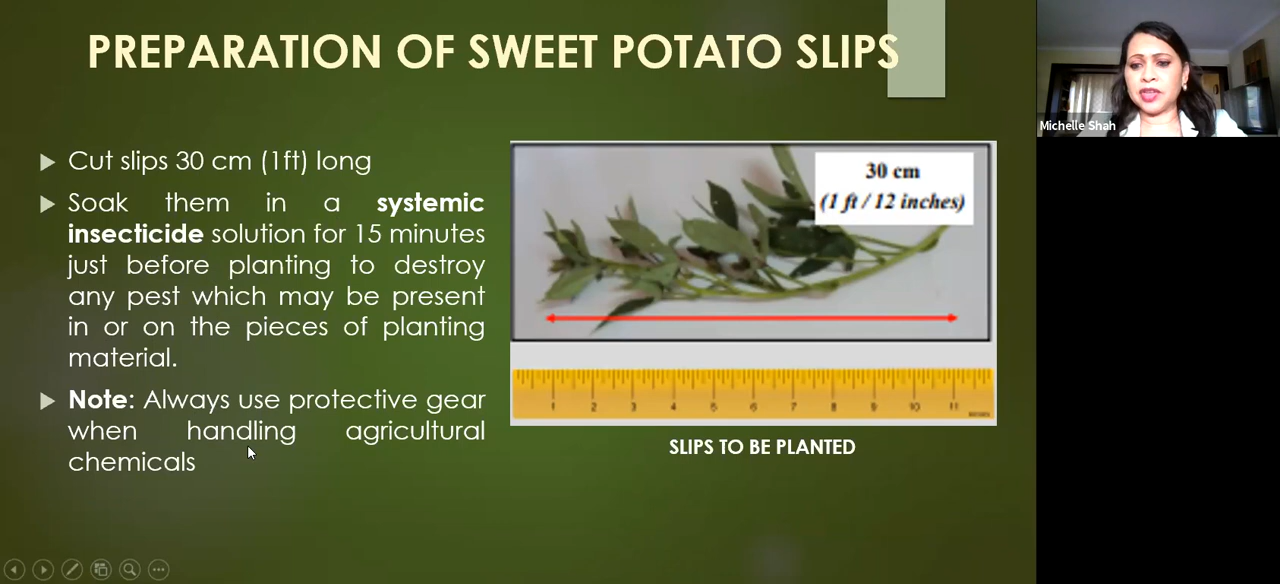 PREPARATION OF SWEET POTATO SLIPS
Michelle Shah
Cut slips 30 cm (1ft) long
Soak them in a systemic
insecticide solution for 15 minutes
just before planting to destroy
any pest which may be present
in or on the pieces of planting
material.
Note: Always use protective gear
when handling agricultural
chemicals
30 cm
(1 ft / 12 inches)
1 2 3 4 5 6 7 8 9 10 11
SLIPS TO BE PLANTED